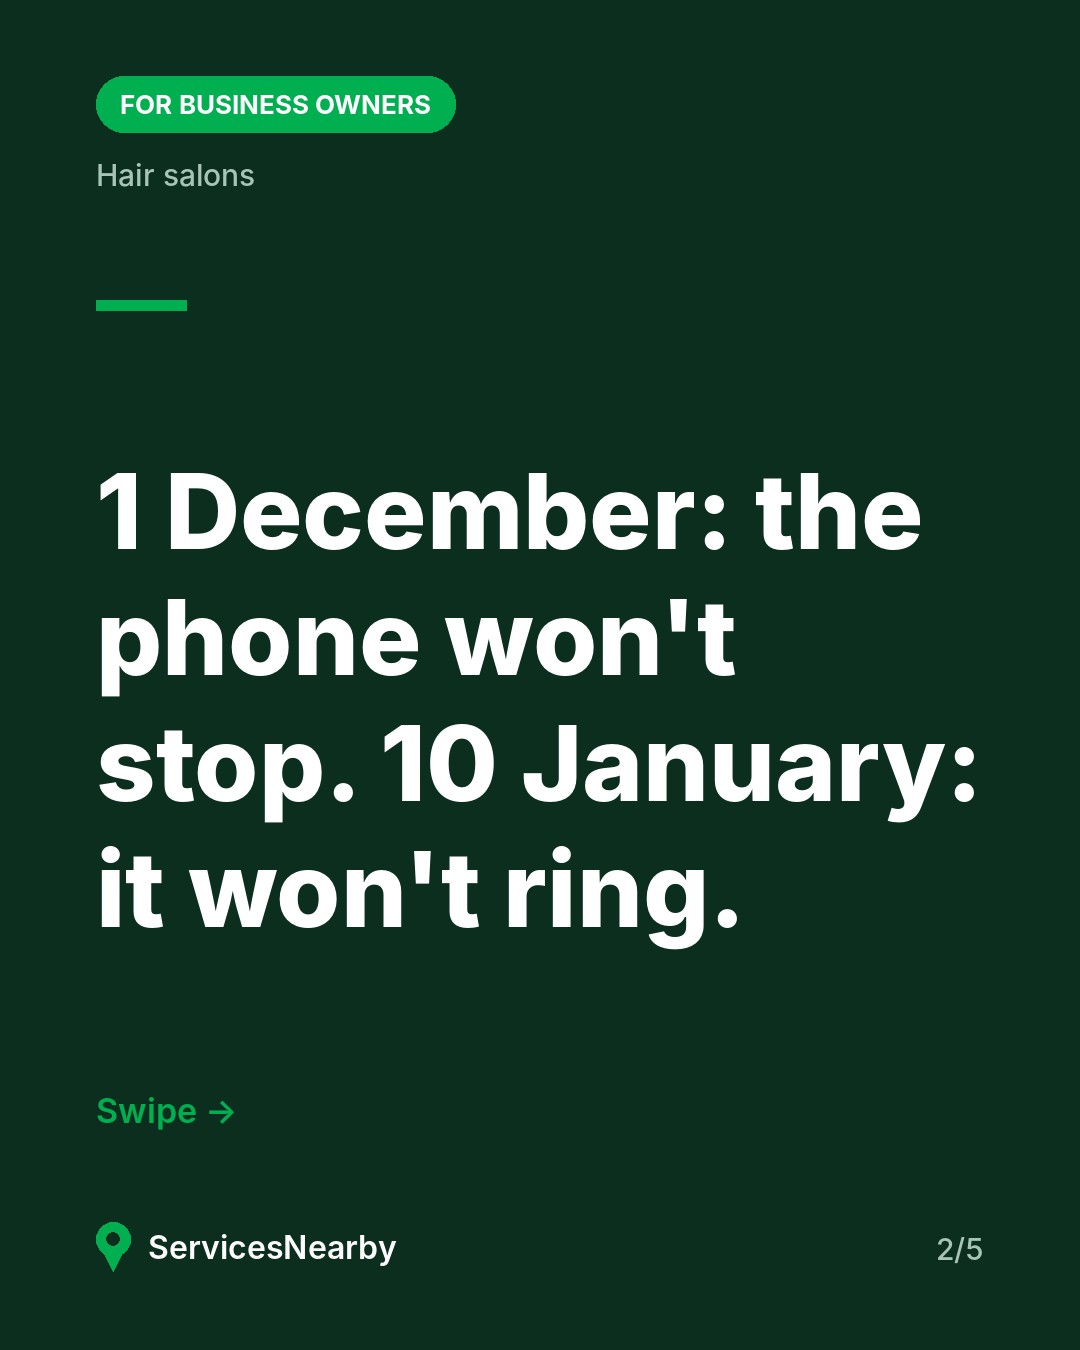 FOR BUSINESS OWNERS
Hair salons
1 December: the
phone won't
stop. 10 January:
it won't ring.
Swipe →
ServicesNearby
2/5